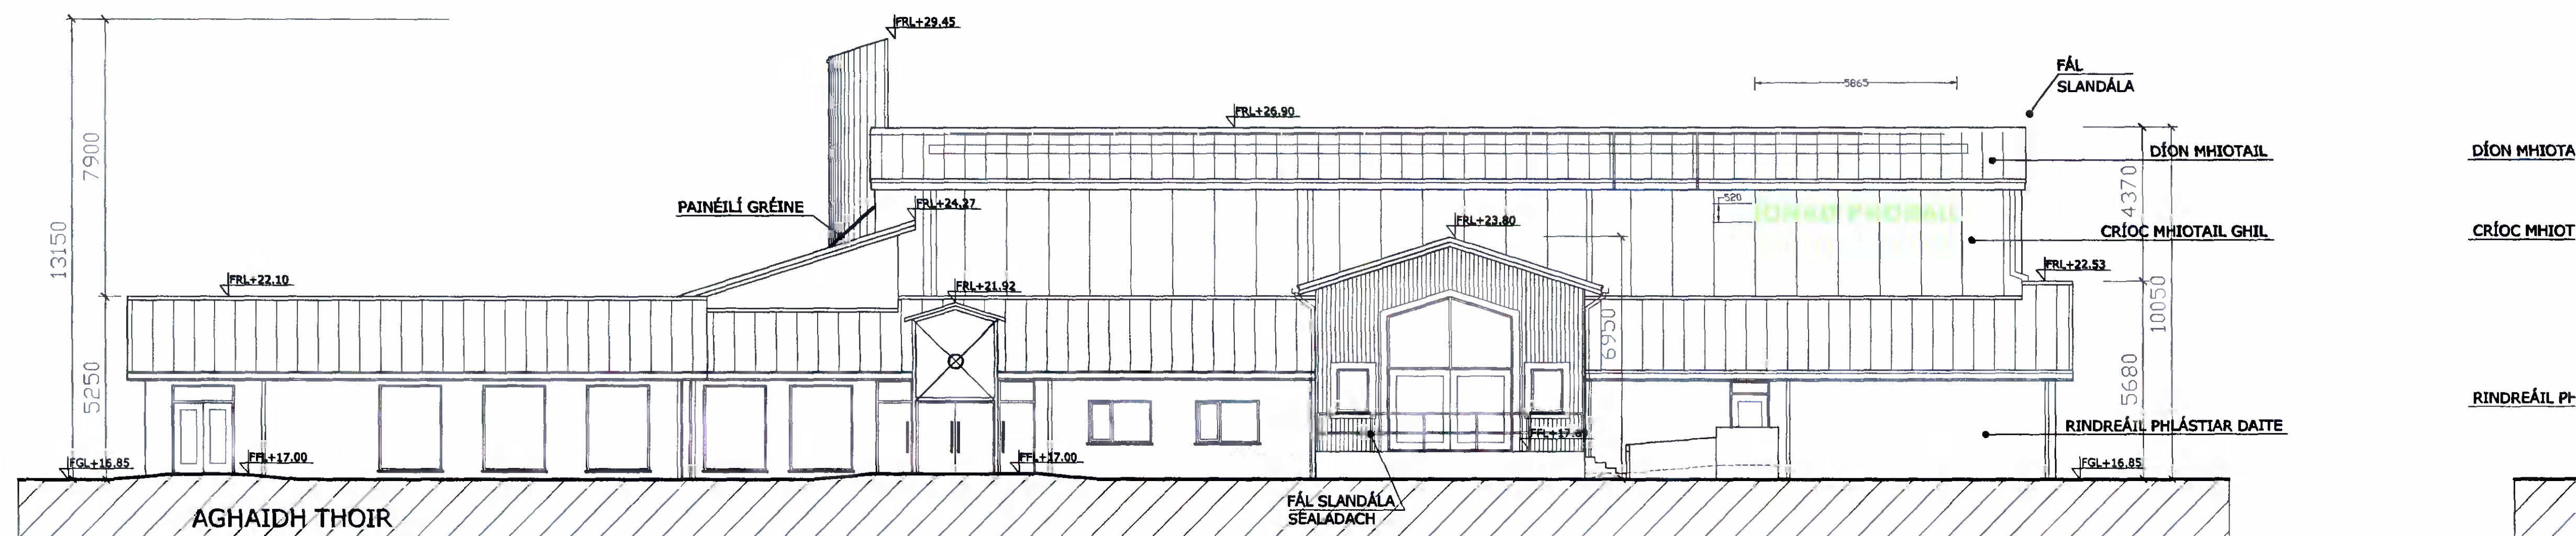 FRL+29.45
FÁL
SLANDÁLA
5865
FRL+26.90
7900
DÍON MHIOTAIL
DÍON MHIOTA
4370
PAINÉILÍ GRÉINE
FRL+24.27
520
FRL+23.80
13150
CRÍOC MHIOTAIL GHIL
CRÍOC MHIOT
FRL+22.53
FRL+22.10
FRL+21.92
10050
6950
5250
5680
RINDREÁIL PH
RINDREÁIL PHLÁSTIAR DAITE
FGL+16.85
FFL+17.00
FFL+17.00
FGL+16.85
FÁL SLANDÁLA
SEALADACH
AGHAIDH THOIR